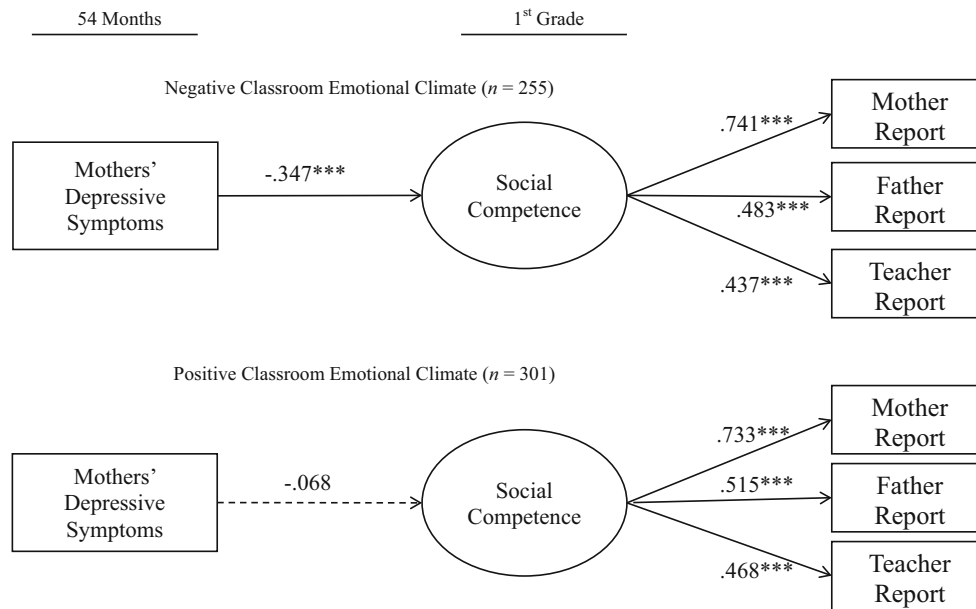 54 Months
1st Grade
Negative Classroom Emotional Climate (n = 255)
Mothers'
Depressive
Symptoms
-.347***
Social
Competence
.741***
.483***
.437***
Mother
Report
Father
Report
Teacher
Report
Positive Classroom Emotional Climate (n = 301)
Mothers'
Depressive
Symptoms
-.068
Social
Competence
.733***
.515***
.468***
Mother
Report
Father
Report
Teacher
Report